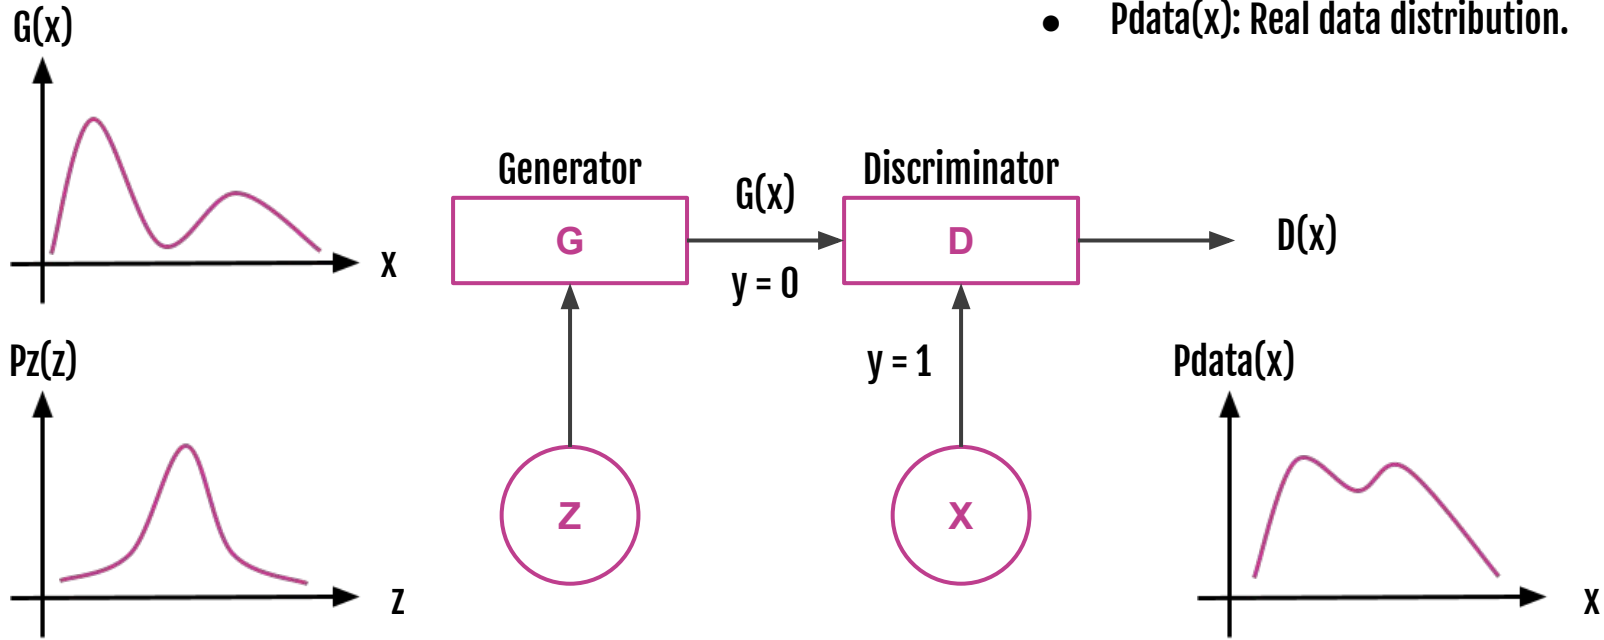 G(x)
● Pdata(x): Real data distribution.
Generator
Discriminator
G(x)
G
D
D(x)
x
y = 0
Pz(z)
y = 1
Pdata(x)
Z
X
z
x